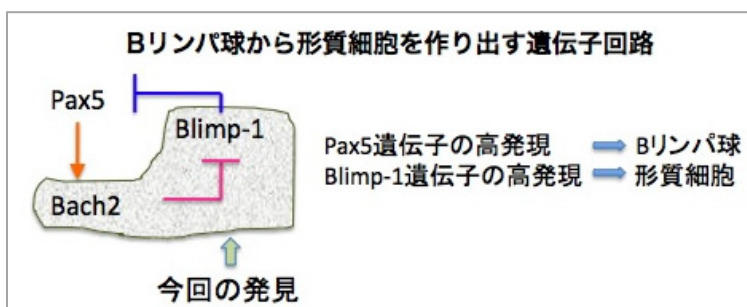 Bリンパ球から形質細胞を作り出す遺伝子回路
Pax5
Blimp-1
Bach2
Pax5遺伝子の高発現 Bリンパ球
Blimp-1遺伝子の高発現 形質細胞
今回の発見